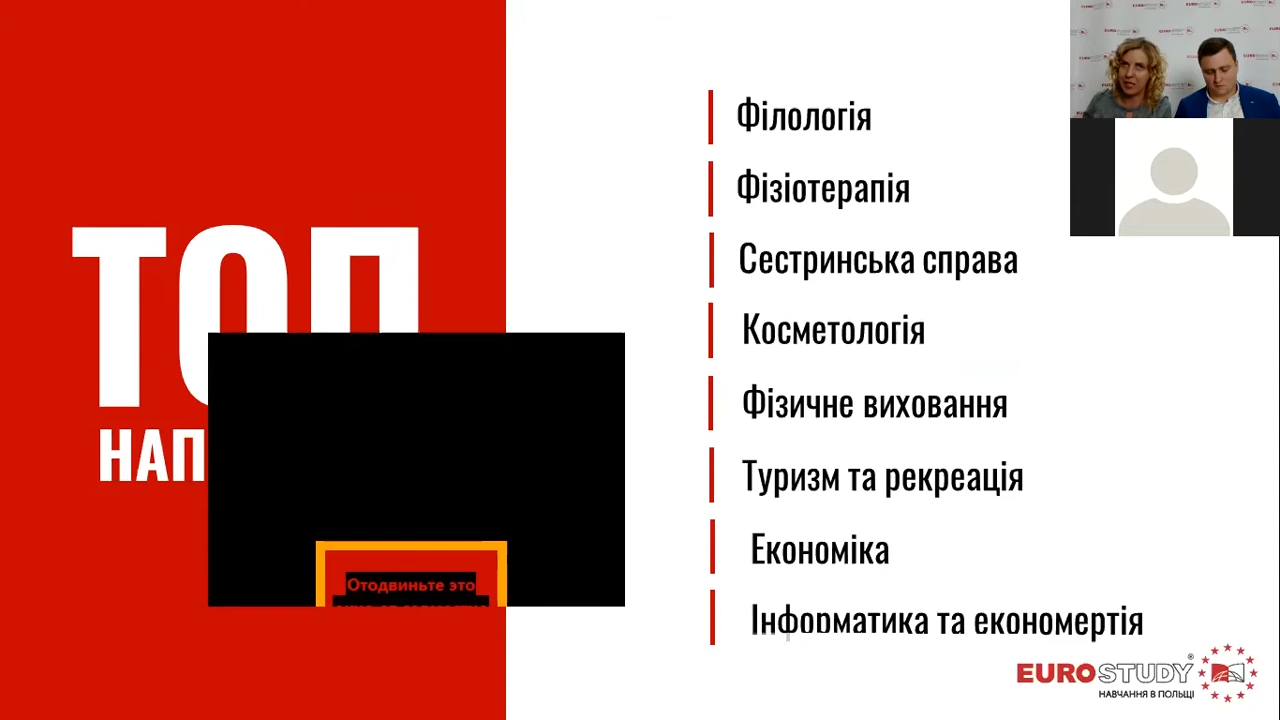 ТОП
НАП
Отодвиньте это
Філологія
Фізіотерапія
Сестринська справа
Косметологія
Фізичне виховання
Туризм та рекреація
Економіка
Інформатика та економертія
EUROSTUDY®
НАВЧАННЯ В ПОЛЬЩІ